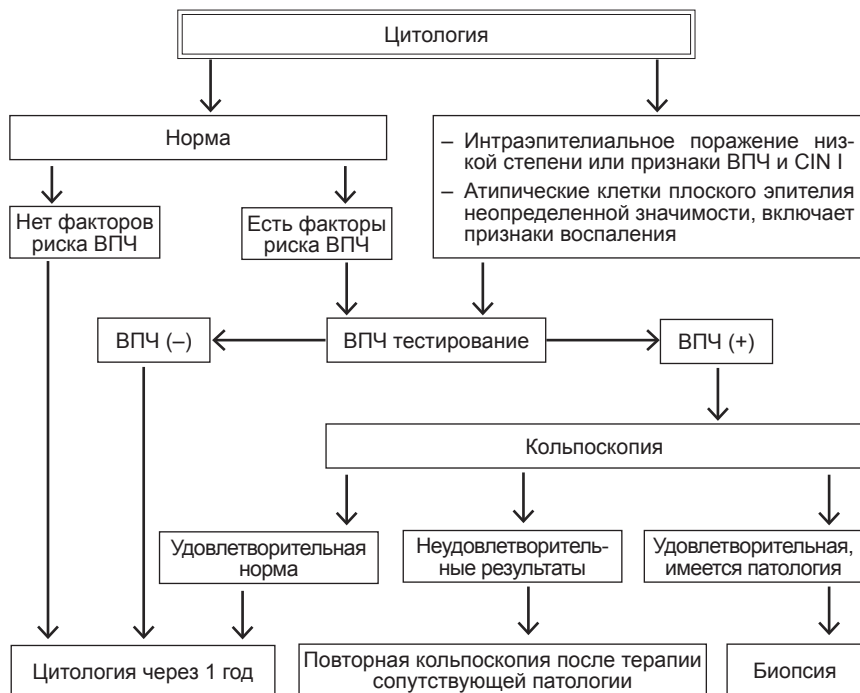 Цитология
Норма
– Интраэпителиальное поражение низ-
кой степени или признаки ВПЧ и CIN I
– Атипические клетки плоского эпителия
неопределенной значимости, включает
признаки воспаления
Нет факторов
риска ВПЧ
Есть факторы
риска ВПЧ
ВПЧ (–)
ВПЧ тестирование
ВПЧ (+)
Кольпоскопия
Удовлетворительная
норма
Неудовлетворитель-
ные результаты
Удовлетворительная,
имеется патология
Цитология через 1 год
Повторная кольпоскопия после терапии
сопутствующей патологии
Биопсия